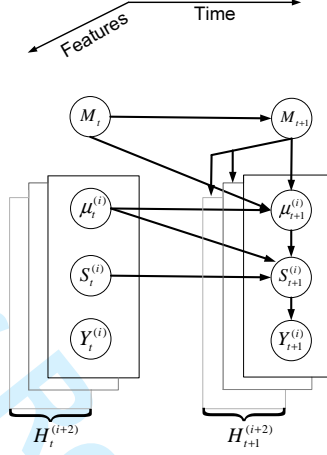 Features
Time
M_t
M_{t+1}
μ_t^{(i)}
μ_{t+1}^{(i)}
S_t^{(i)}
S_{t+1}^{(i)}
Y_t^{(i)}
Y_{t+1}^{(i)}
H_t^{(i+2)}
H_{t+1}^{(i+2)}